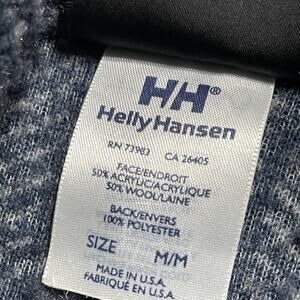 HH®
Helly Hansen
RN 73983 CA 26405
FACE/ENDROIT
50% ACRYLIC/ACRYLIQUE
50% WOOL/LAINE
BACK/ENVERS
100% POLYESTER
SIZE M/M
MADE IN U.S.A.
FABRIQUÉ EN U.S.A.